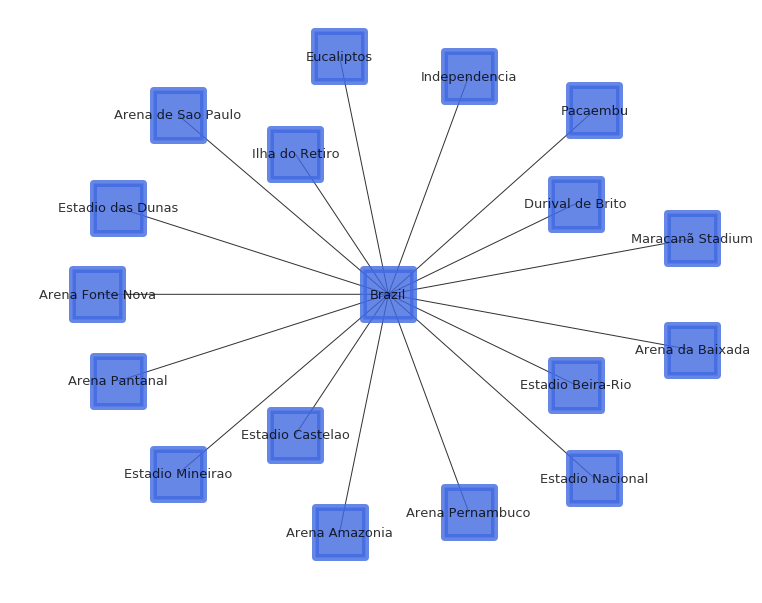 Eucaliptos
Independencia
Pacaembu
Arena de Sao Paulo
Ilha do Retiro
Durival de Brito
Estadio das Dunas
Maracanã Stadium
Arena Fonte Nova
Brazil
Arena da Baixada
Arena Pantanal
Estadio Beira-Rio
Estadio Castelao
Estadio Mineirao
Estadio Nacional
Arena Pernambuco
Arena Amazonia